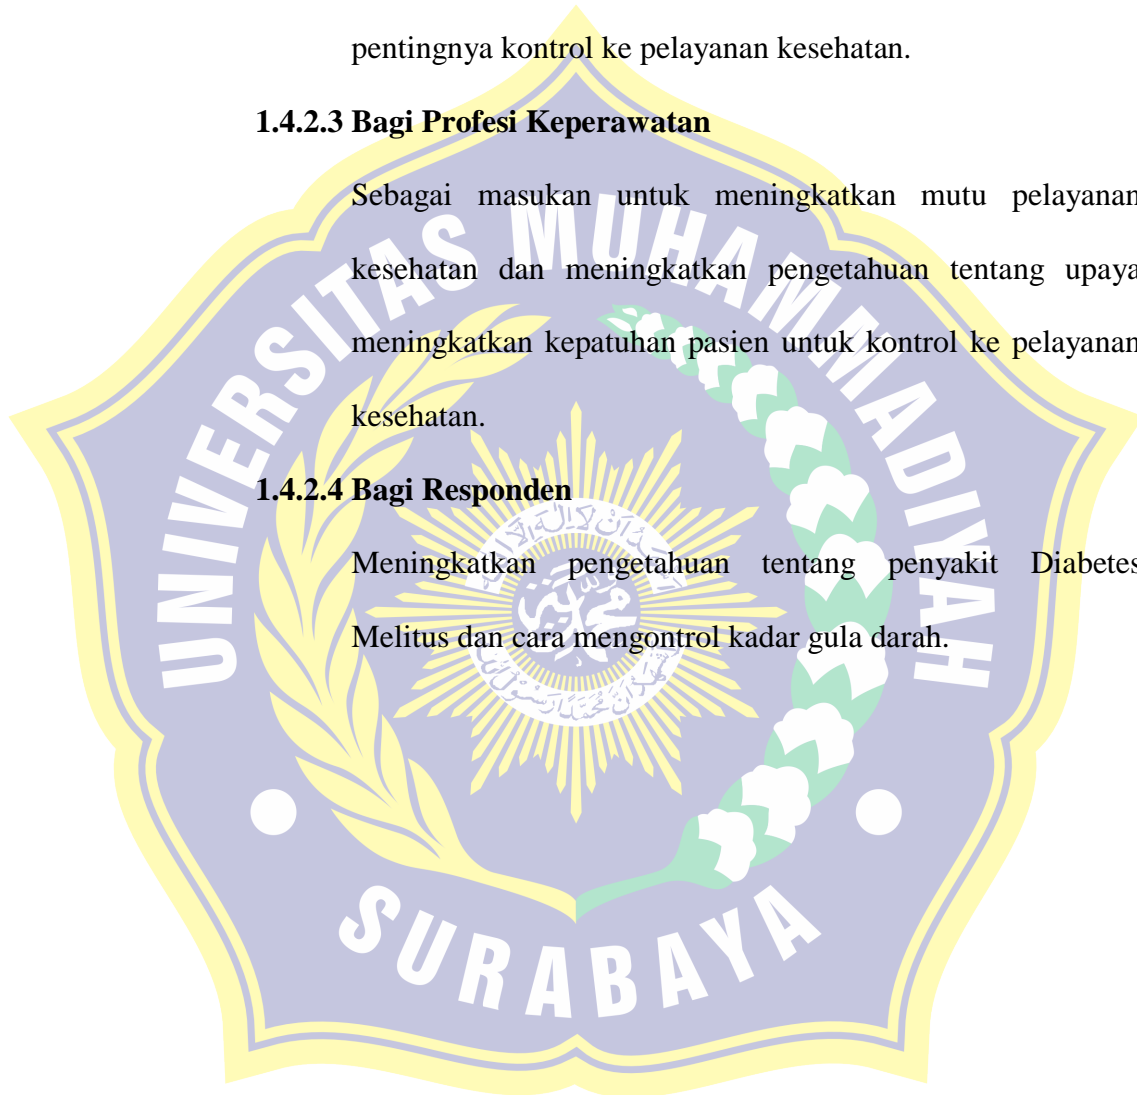 pentingnya kontrol ke pelayanan kesehatan.
1.4.2.3 Bagi Profesi Keperawatan
Sebagai masukan untuk meningkatkan mutu pelayanan
kesehatan dan meningkatkan pengetahuan tentang upaya
meningkatkan kepatuhan pasien untuk kontrol ke pelayanan
kesehatan.
1.4.2.4 Bagi Responden
Meningkatkan pengetahuan tentang penyakit Diabetes
Melitus dan cara mengontrol kadar gula darah.
UNIVERSITAS MUHAMMADIYAH
SURABAYA